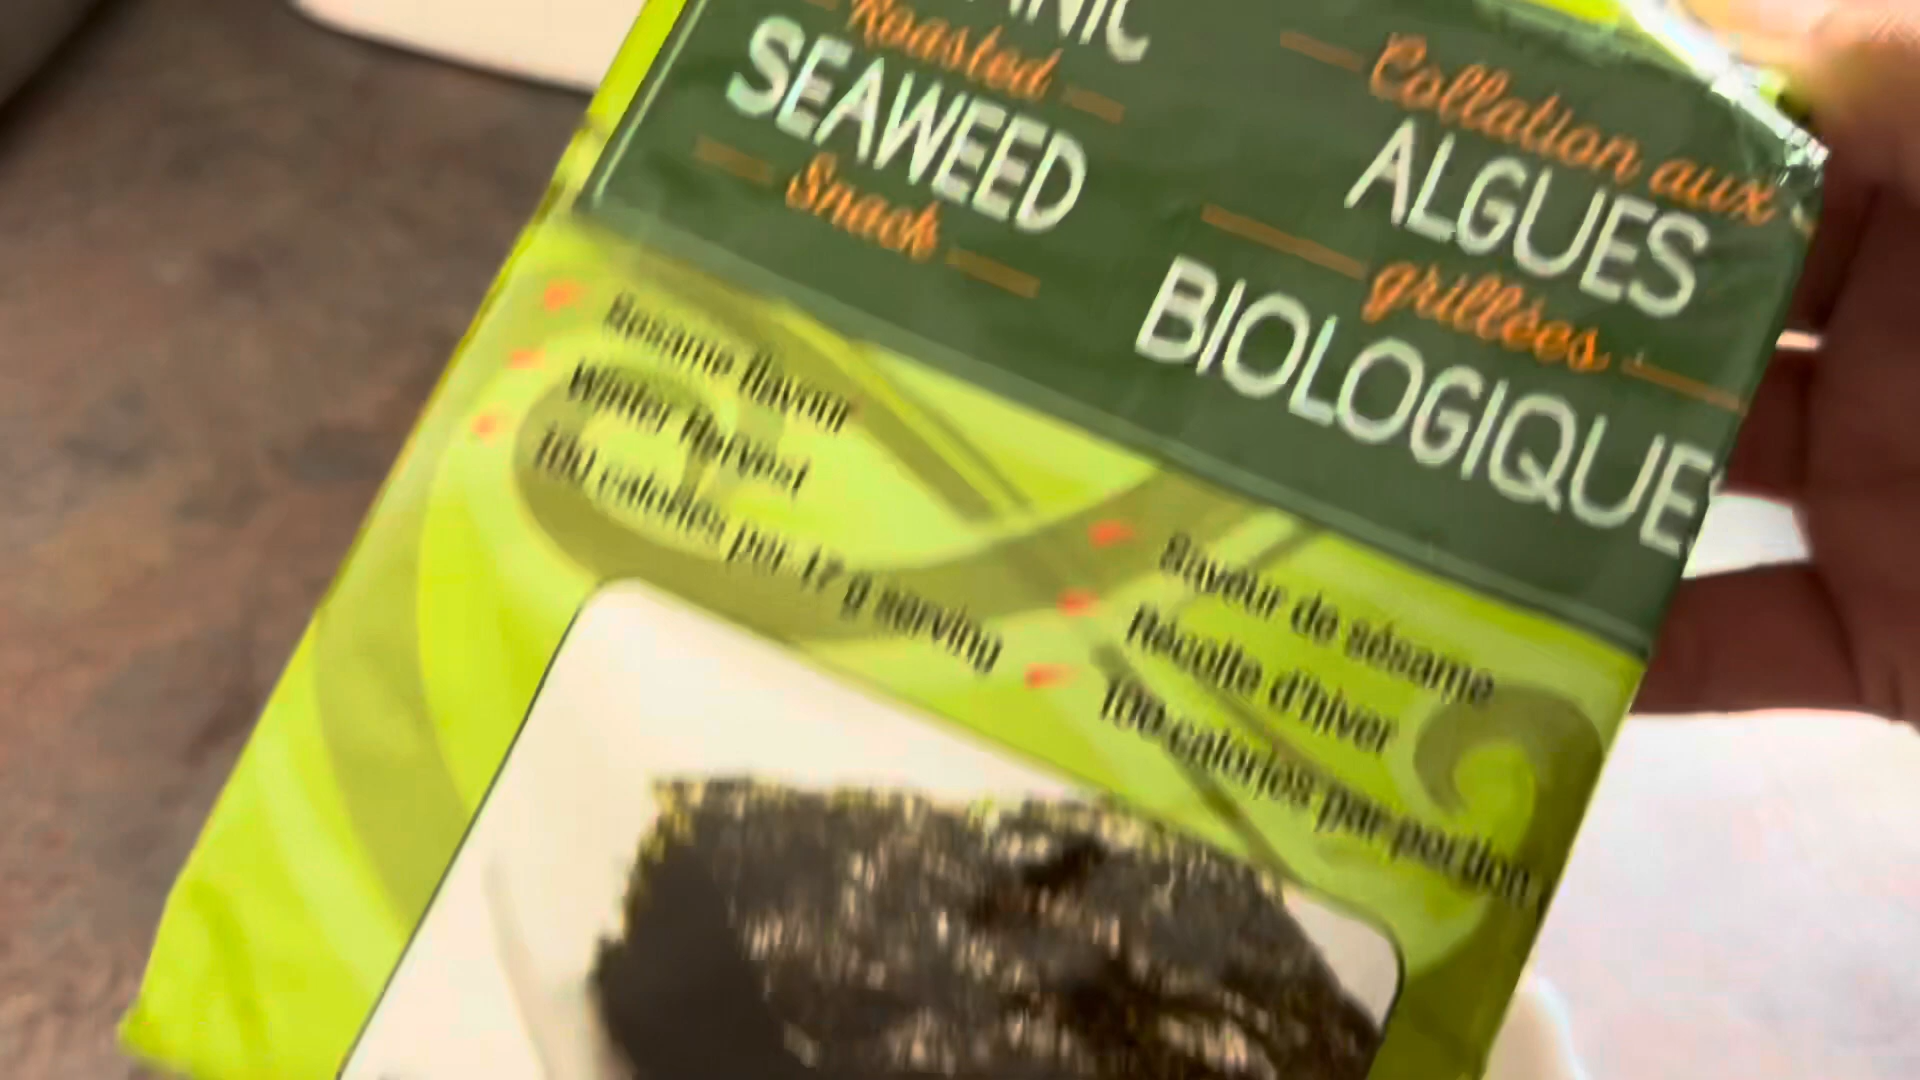 Roasted
SEAWEED
Snack
Sesame flavour
Winter Harvest
100 calories per 17 g serving
Collation aux
ALGUES
grillées
BIOLOGIQUES
Saveur de sésame
Récolte d'hiver
100 calories par portion